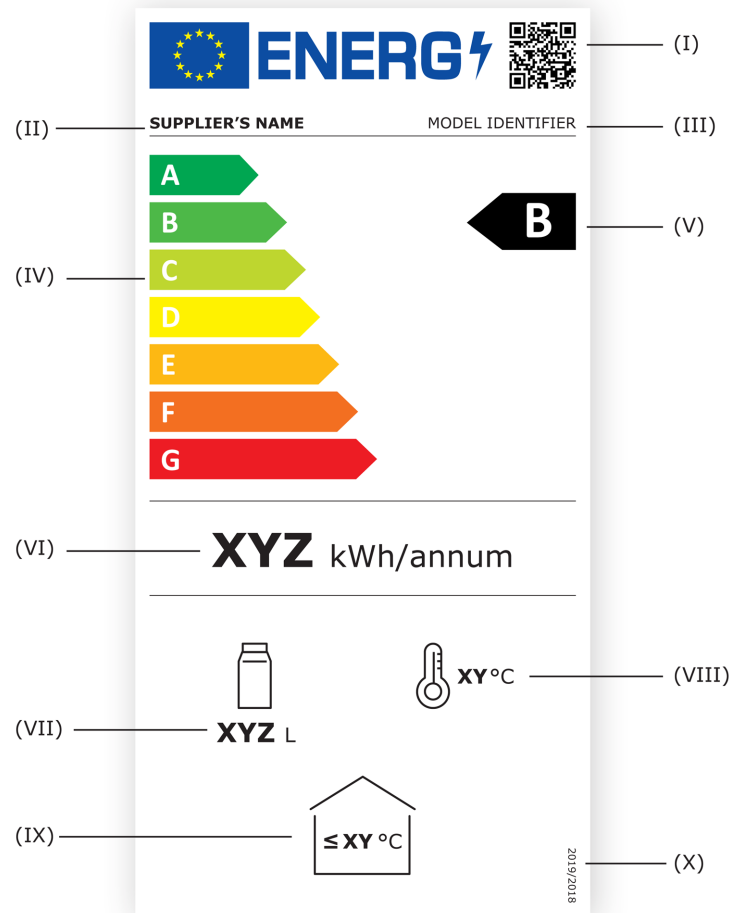 ENERG
(I)
(II)
SUPPLIER'S NAME
MODEL IDENTIFIER
(III)
A
B
B
(V)
(IV)
C
D
E
F
G
(VI)
XYZ kWh/annum
XY°C
(VIII)
(VII)
XYZ L
(IX)
≤ XY °C
2019/2018
(X)